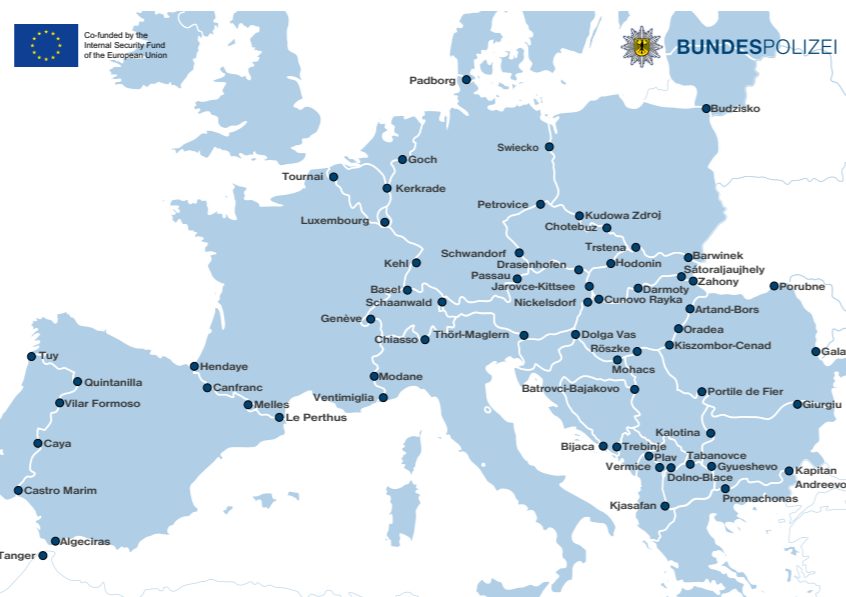 Co-funded by the
Internal Security Fund
of the European Union
BUNDESPOLIZEI
Padborg
Budzisko
Swiecko
Goch
Tournai
Kerkrade
Petrovice
Kudowa Zdroj
Luxembourg
Chotebuz
Trstena
Schwandorf
Barwinek
Kehl
Drasenhofen
Hodonin
Sátoraljaujhely
Passau
Zahony
Basel
Jarovce-Kittsee
Darmoty
Porubne
Schaanwald
Nickelsdorf
Cunovo Rayka
Artand-Bors
Genève
Chiasso
Thörl-Maglern
Dolga Vas
Oradea
Röszke
Kiszombor-Cenad
Gala
Tuy
Hendaye
Mohacs
Quintanilla
Canfranc
Modane
Batrovci-Bajakovo
Portile de Fier
Vilar Formoso
Melles
Ventimiglia
Giurgiu
Le Perthus
Kalotina
Caya
Bijaca
Trebinje
Plav
Tabanovce
Vermice
Gyueshevo
Kapitan
Andreevo
Dolno-Blace
Castro Marim
Promachonas
Kjasafan
Algeciras
Tanger